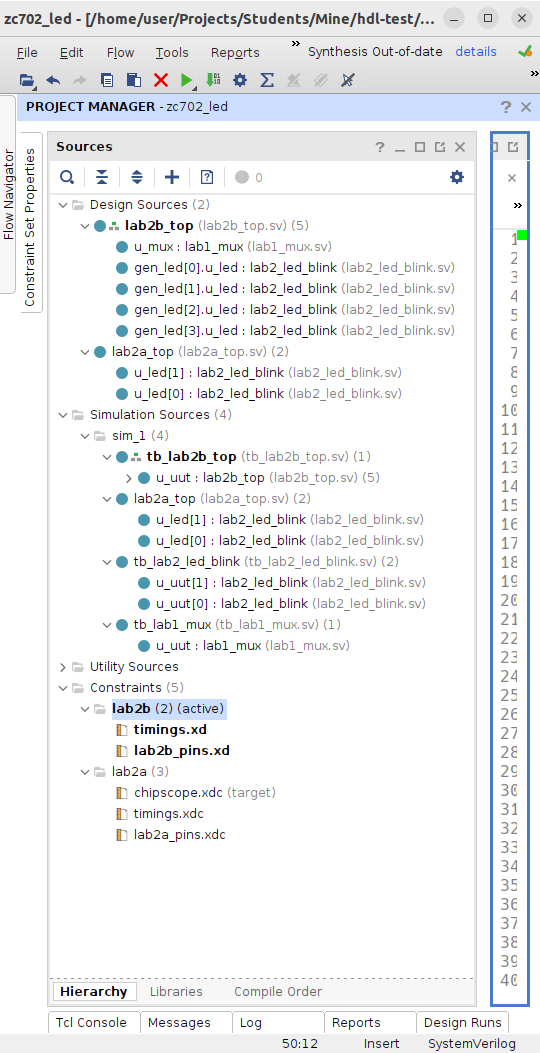 zc702_led - [/home/user/Projects/Students/Mine/hdl-test/...
File Edit Flow Tools Reports » Synthesis Out-of-date details
PROJECT MANAGER - zc702_led
Flow Navigator
Constraint Set Properties
Sources
0
Design Sources (2)
lab2b_top (lab2b_top.sv) (5)
u_mux : lab1_mux (lab1_mux.sv)
gen_led[0].u_led : lab2_led_blink (lab2_led_blink.sv)
gen_led[1].u_led : lab2_led_blink (lab2_led_blink.sv)
gen_led[2].u_led : lab2_led_blink (lab2_led_blink.sv)
gen_led[3].u_led : lab2_led_blink (lab2_led_blink.sv)
lab2a_top (lab2a_top.sv) (2)
u_led[1] : lab2_led_blink (lab2_led_blink.sv)
u_led[0] : lab2_led_blink (lab2_led_blink.sv)
Simulation Sources (4)
sim_1 (4)
tb_lab2b_top (tb_lab2b_top.sv) (1)
u_uut : lab2b_top (lab2b_top.sv) (5)
lab2a_top (lab2a_top.sv) (2)
u_led[1] : lab2_led_blink (lab2_led_blink.sv)
u_led[0] : lab2_led_blink (lab2_led_blink.sv)
tb_lab2_led_blink (tb_lab2_led_blink.sv) (2)
u_uut[1] : lab2_led_blink (lab2_led_blink.sv)
u_uut[0] : lab2_led_blink (lab2_led_blink.sv)
tb_lab1_mux (tb_lab1_mux.sv) (1)
u_uut : lab1_mux (lab1_mux.sv)
Utility Sources
Constraints (5)
lab2b (2) (active)
timings.xd
lab2b_pins.xd
lab2a (3)
chipscope.xdc (target)
timings.xdc
lab2a_pins.xdc
Hierarchy Libraries Compile Order
1
2
3
4
5
6
7
8
9
10
11
12
13
14
15
16
17
18
19
20
21
22
23
24
25
26
27
28
29
30
31
32
33
34
35
36
37
38
39
40
Tcl Console Messages Log Reports Design Runs
50:12 Insert SystemVerilog